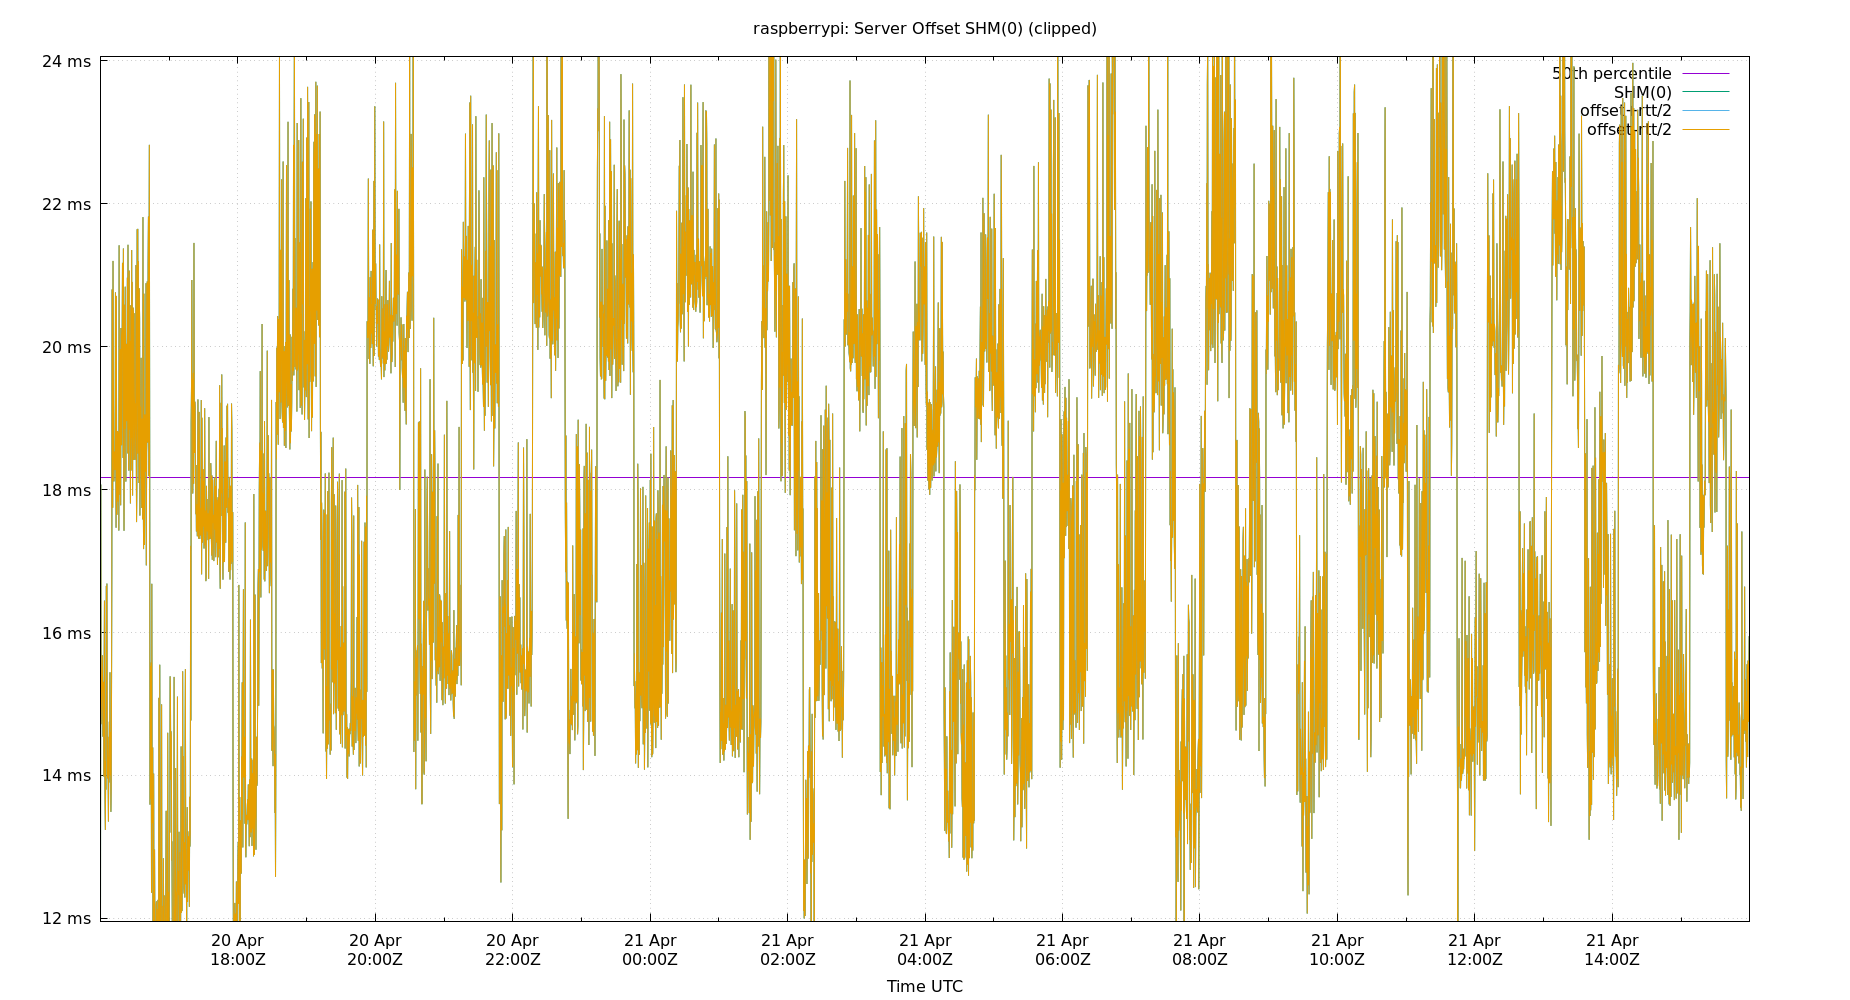 raspberrypi: Server Offset SHM(0) (clipped)
24 ms
22 ms
20 ms
18 ms
16 ms
14 ms
12 ms
50th percentile
SHM(0)
offset+rtt/2
offset-rtt/2
20 Apr
18:00Z
20 Apr
20:00Z
20 Apr
22:00Z
21 Apr
00:00Z
21 Apr
02:00Z
21 Apr
04:00Z
21 Apr
06:00Z
21 Apr
08:00Z
21 Apr
10:00Z
21 Apr
12:00Z
21 Apr
14:00Z
Time UTC